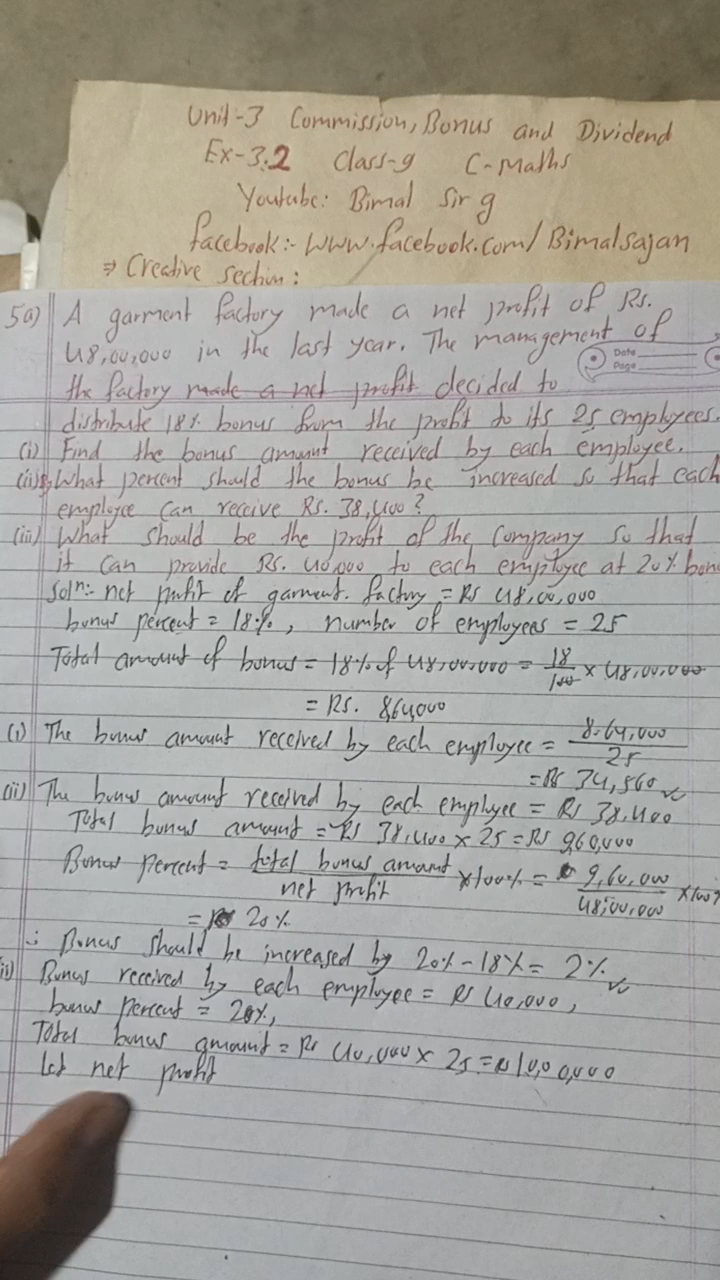 Unit-3 Commission, Bonus and Dividend
Ex-3.2 Class-9 C-Maths
Youtube: Bimal Sir g
facebook:- www.facebook.com/Bimalsajan
⇒ Creative section:
5a) A garment factory made a net profit of Rs.
48,00,000 in the last year. The management of
Date
Page
the factory made a net profit decided to
distribute 18% bonus from the profit to its 25 employees.
(i) Find the bonus amount received by each employee.
(ii) What percent should the bonus be increased so that each
employee can receive Rs. 38,400?
(iii) What should be the profit of the company so that
it can provide Rs. 40,000 to each employee at 20% bonu
Solⁿ:- net profit of garment factory = Rs 48,00,000
bonus percent = 18%, number of employees = 25
Total amount of bonus = 18% of 48,00,000 = 18/100 × 48,00,000
= Rs. 8,64,000
(i) The bonus amount received by each employee = 8,64,000/25
= Rs 34,560
(ii) The bonus amount received by each employee = Rs 38,400
Total bonus amount = Rs 38,400 × 25 = Rs 9,60,000
Bonus Percent = total bonus amount/net profit ×100% = 9,60,000/48,00,000 ×100%
= 20%
∴ Bonus should be increased by 20% - 18% = 2%
ii) Bonus received by each employee = Rs 40,000,
bonus percent = 20%,
Total bonus amount = Rs 40,000 × 25 = Rs 10,00,000
Let net profit